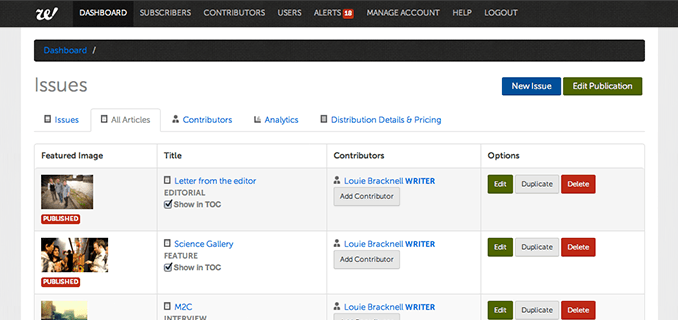 W DASHBOARD SUBSCRIBERS CONTRIBUTORS USERS ALERTS 18 MANAGE ACCOUNT HELP LOGOUT
Dashboard /
Issues
New Issue Edit Publication
Issues All Articles Contributors Analytics Distribution Details & Pricing
Featured Image Title Contributors Options
Letter from the editor Louie Bracknell WRITER Edit Duplicate Delete
EDITORIAL Add Contributor
Show in TOC
PUBLISHED
Science Gallery Louie Bracknell WRITER Edit Duplicate Delete
FEATURE Add Contributor
Show in TOC
PUBLISHED
M2C Louie Bracknell WRITER Edit Duplicate Delete
INTERVIEW